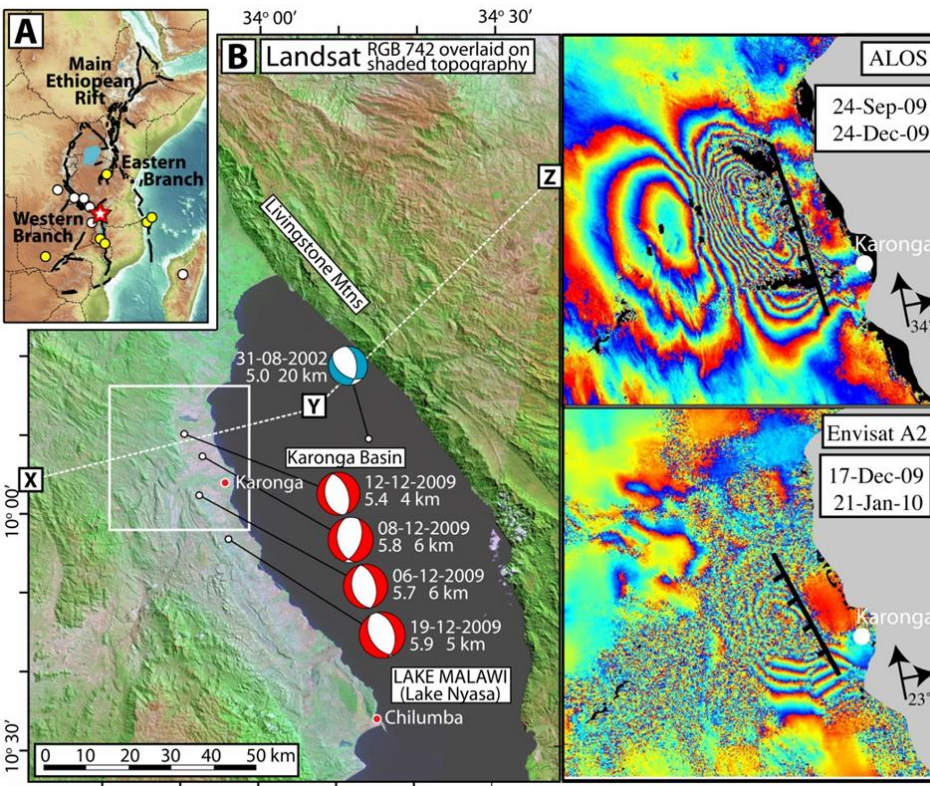 34° 00’
34° 30’
A
Main
Ethiopean
Rift
Eastern
Branch
Western
Branch
B
Landsat RGB 742 overlaid on
shaded topography
Livingstone Mtns
Z
31-08-2002
5.0 20 km
Y
X
Karonga Basin
Karonga
12-12-2009
5.4 4 km
08-12-2009
5.8 6 km
06-12-2009
5.7 6 km
19-12-2009
5.9 5 km
LAKE MALAWI
(Lake Nyasa)
Chilumba
10° 00’
10° 30’
0 10 20 30 40 50 km
ALOS
24-Sep-09
24-Dec-09
Karonga
34°
Envisat A2
17-Dec-09
21-Jan-10
Karonga
23°